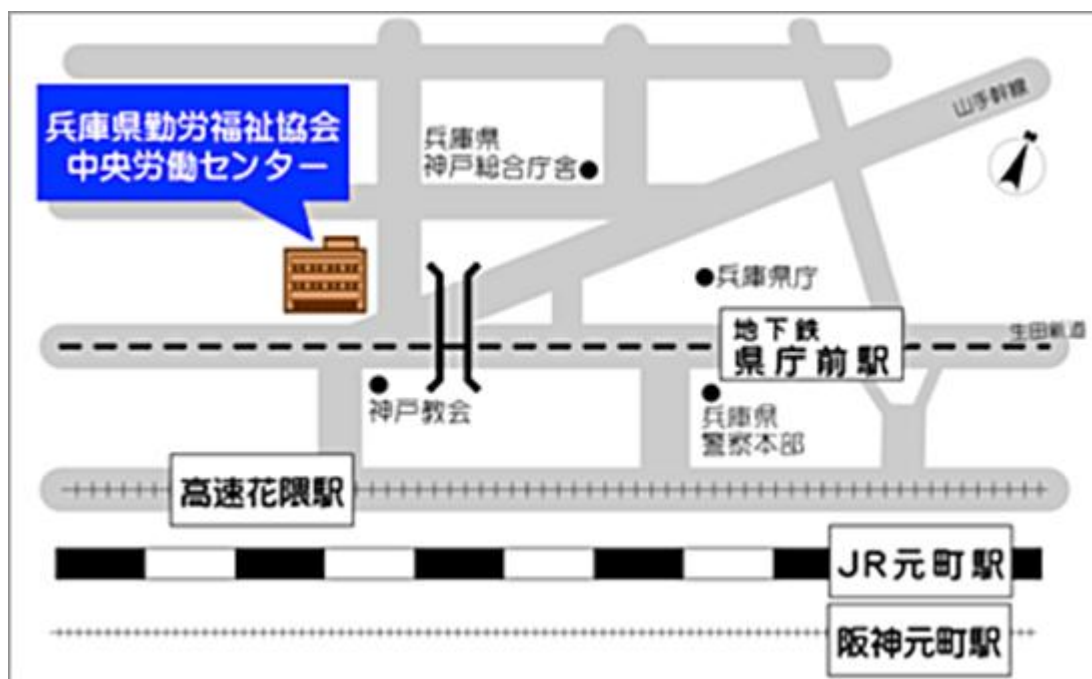 山手幹線
兵庫県勤労福祉協会
中央労働センター
兵庫県
神戸総合庁舎
兵庫県庁
地下鉄
県庁前駅
生田新道
神戸教会
兵庫県
警察本部
高速花隈駅
JR元町駅
阪神元町駅